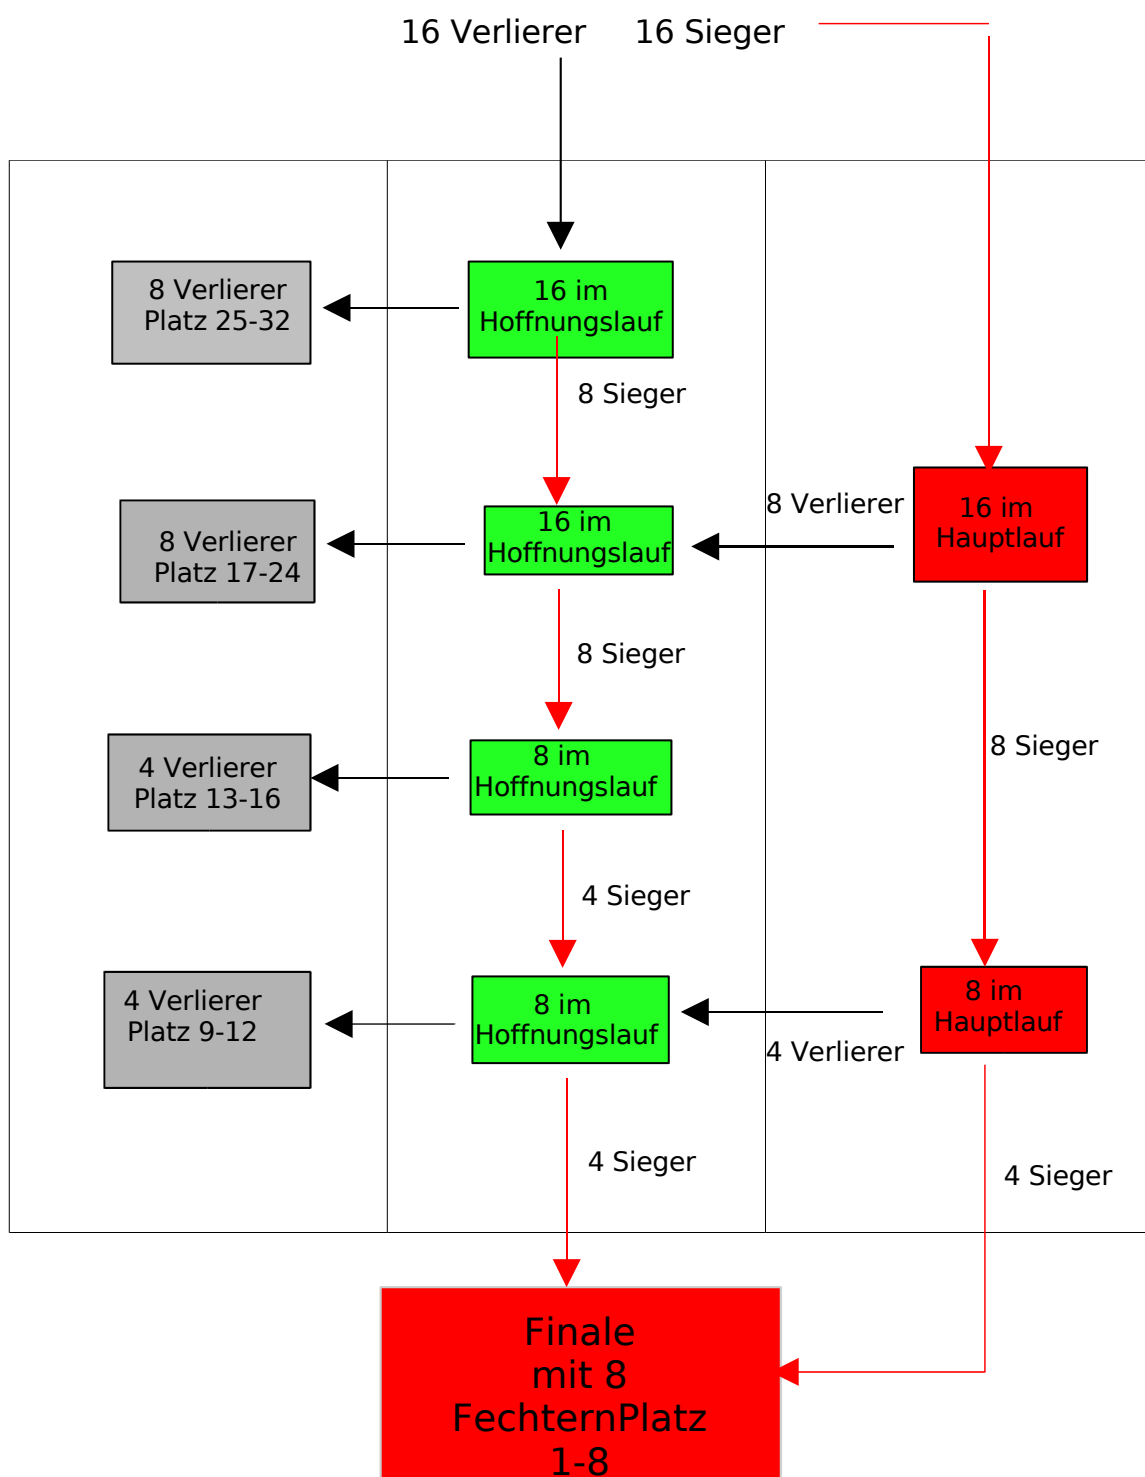 16 Verlierer
16 Sieger
8 Verlierer
Platz 25-32
16 im
Hoffnungslauf
8 Sieger
8 Verlierer
Platz 17-24
16 im
Hoffnungslauf
8 Verlierer
16 im
Hauptlauf
8 Sieger
8 Sieger
4 Verlierer
Platz 13-16
8 im
Hoffnungslauf
4 Sieger
4 Verlierer
Platz 9-12
8 im
Hoffnungslauf
4 Verlierer
8 im
Hauptlauf
4 Sieger
4 Sieger
Finale
mit 8
FechternPlatz
1-8